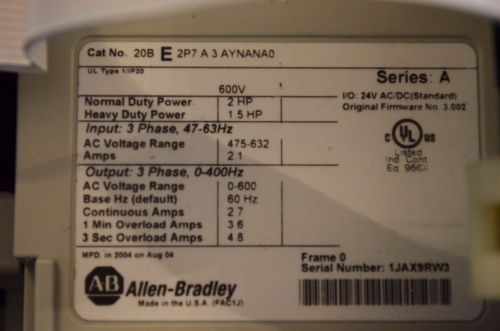 Cat No. 20B E 2P7 A 3 AYNANA0
UL Type 1/IP30
Series: A
600V
I/O: 24V AC/DC(Standard)
Original Firmware No. 3.002
Normal Duty Power 2 HP
Heavy Duty Power 1 5 HP
Input: 3 Phase, 47-63Hz
AC Voltage Range 475-632
Amps 2.1
C UL US
Listed
Ind Cont
Eq 966X
Output: 3 Phase, 0-400Hz
AC Voltage Range 0-600
Base Hz (default) 60 Hz
Continuous Amps 2 7
1 Min Overload Amps 3 6
3 Sec Overload Amps 4 8
MFD. in 2004 on Aug 04
Frame 0
Serial Number: 1JAX9RW3
AB Allen-Bradley
Made in the U.S.A. (FAC1J)